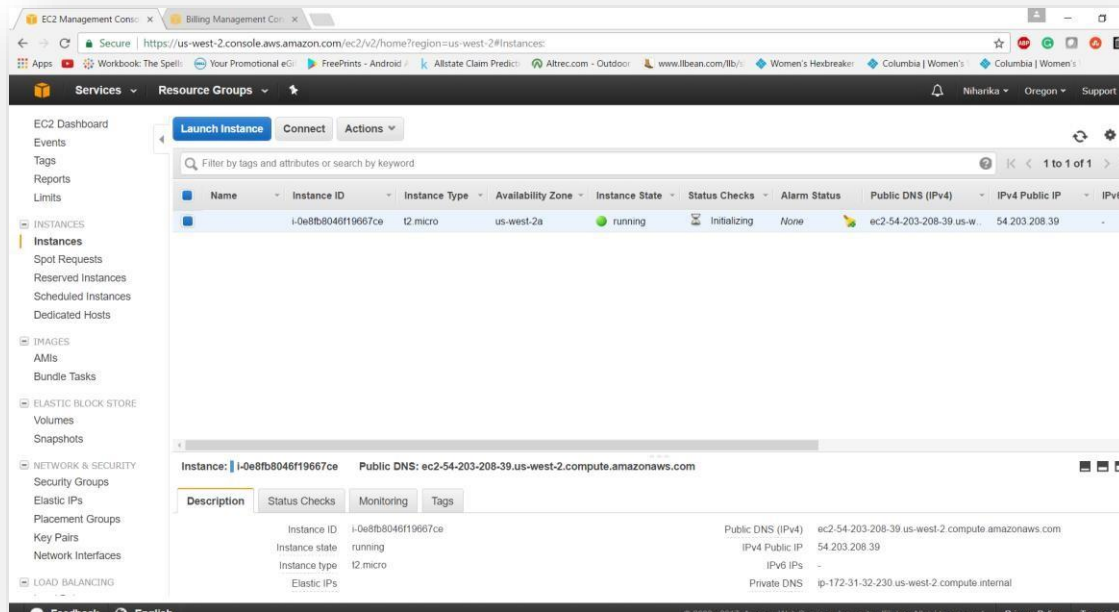 EC2 Management Conso
Billing Management Con
Secure
https://us-west-2.console.aws.amazon.com/ec2/v2/home?region=us-west-2#Instances:
Apps
Workbook: The Spell
Your Promotional eGi
FreePrints - Android
Allstate Claim Predict
Altrec.com - Outdoor
www.llbean.com/llb/
Women's Hexbreaker
Columbia | Women's
Columbia | Women's
Services
Resource Groups
Niharika
Oregon
Support
EC2 Dashboard
Events
Tags
Reports
Limits
INSTANCES
Instances
Spot Requests
Reserved Instances
Scheduled Instances
Dedicated Hosts
IMAGES
AMIs
Bundle Tasks
ELASTIC BLOCK STORE
Volumes
Snapshots
NETWORK & SECURITY
Security Groups
Elastic IPs
Placement Groups
Key Pairs
Network Interfaces
LOAD BALANCING
Launch Instance Connect Actions
Filter by tags and attributes or search by keyword
1 to 1 of 1
Name Instance ID Instance Type Availability Zone Instance State Status Checks Alarm Status Public DNS (IPv4) IPv4 Public IP IPv6
i-0e8fb8046f19667ce t2.micro us-west-2a running Initializing None ec2-54-203-208-39.us-w... 54.203.208.39 -
Instance: i-0e8fb8046f19667ce Public DNS: ec2-54-203-208-39.us-west-2.compute.amazonaws.com
Description Status Checks Monitoring Tags
Instance ID i-0e8fb8046f19667ce
Instance state running
Instance type t2.micro
Elastic IPs
Public DNS (IPv4) ec2-54-203-208-39.us-west-2.compute.amazonaws.com
IPv4 Public IP 54.203.208.39
IPv6 IPs -
Private DNS ip-172-31-32-230.us-west-2.compute.internal
Feedback English